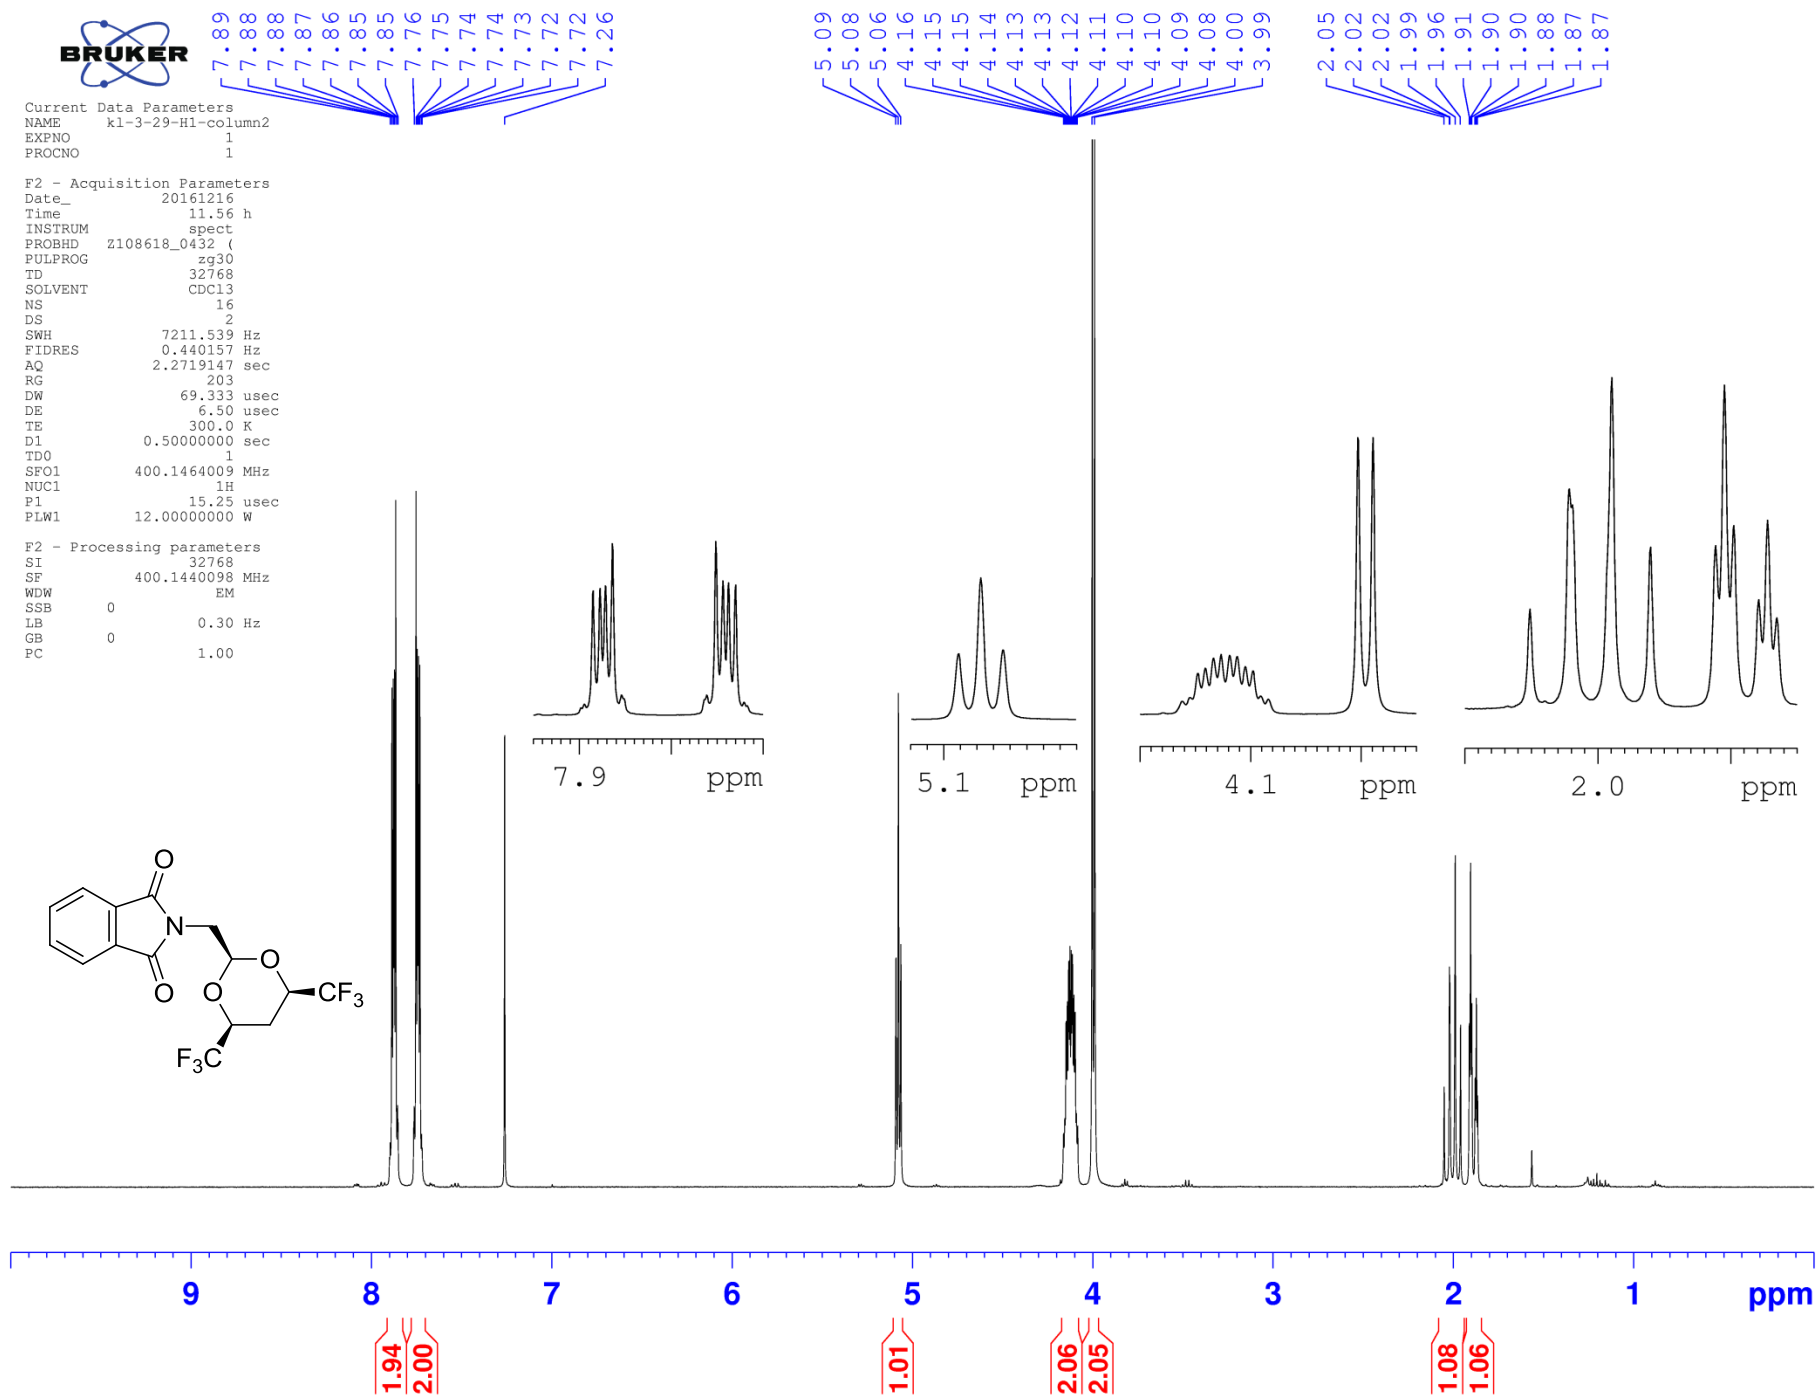 BRUKER
7.89
7.88
7.88
7.87
7.86
7.85
7.85
7.76
7.75
7.74
7.74
7.73
7.72
7.72
7.26
5.09
5.08
5.06
4.16
4.15
4.15
4.14
4.13
4.13
4.12
4.11
4.10
4.10
4.09
4.08
4.00
3.99
2.05
2.02
2.02
1.99
1.96
1.91
1.90
1.90
1.88
1.87
1.87
Current Data Parameters
NAME k1-3-29-H1-column2
EXPNO 1
PROCNO 1
F2 - Acquisition Parameters
Date_ 20161216
Time 11.56 h
INSTRUM spect
PROBHD Z108618_0432 (
PULPROG zg30
TD 32768
SOLVENT CDCl3
NS 16
DS 2
SWH 7211.539 Hz
FIDRES 0.440157 Hz
AQ 2.2719147 sec
RG 203
DW 69.333 usec
DE 6.50 usec
TE 300.0 K
D1 0.50000000 sec
TD0 1
SFO1 400.1464009 MHz
NUC1 1H
P1 15.25 usec
PLW1 12.00000000 W
F2 - Processing parameters
SI 32768
SF 400.1440098 MHz
WDW EM
SSB 0
LB 0.30 Hz
GB 0
PC 1.00
7.9 ppm
5.1 ppm
4.1 ppm
2.0 ppm
O
N
O
O
O
CF3
F3C
9 8 7 6 5 4 3 2 1 ppm
1.94
2.00
1.01
2.06
2.05
1.08
1.06